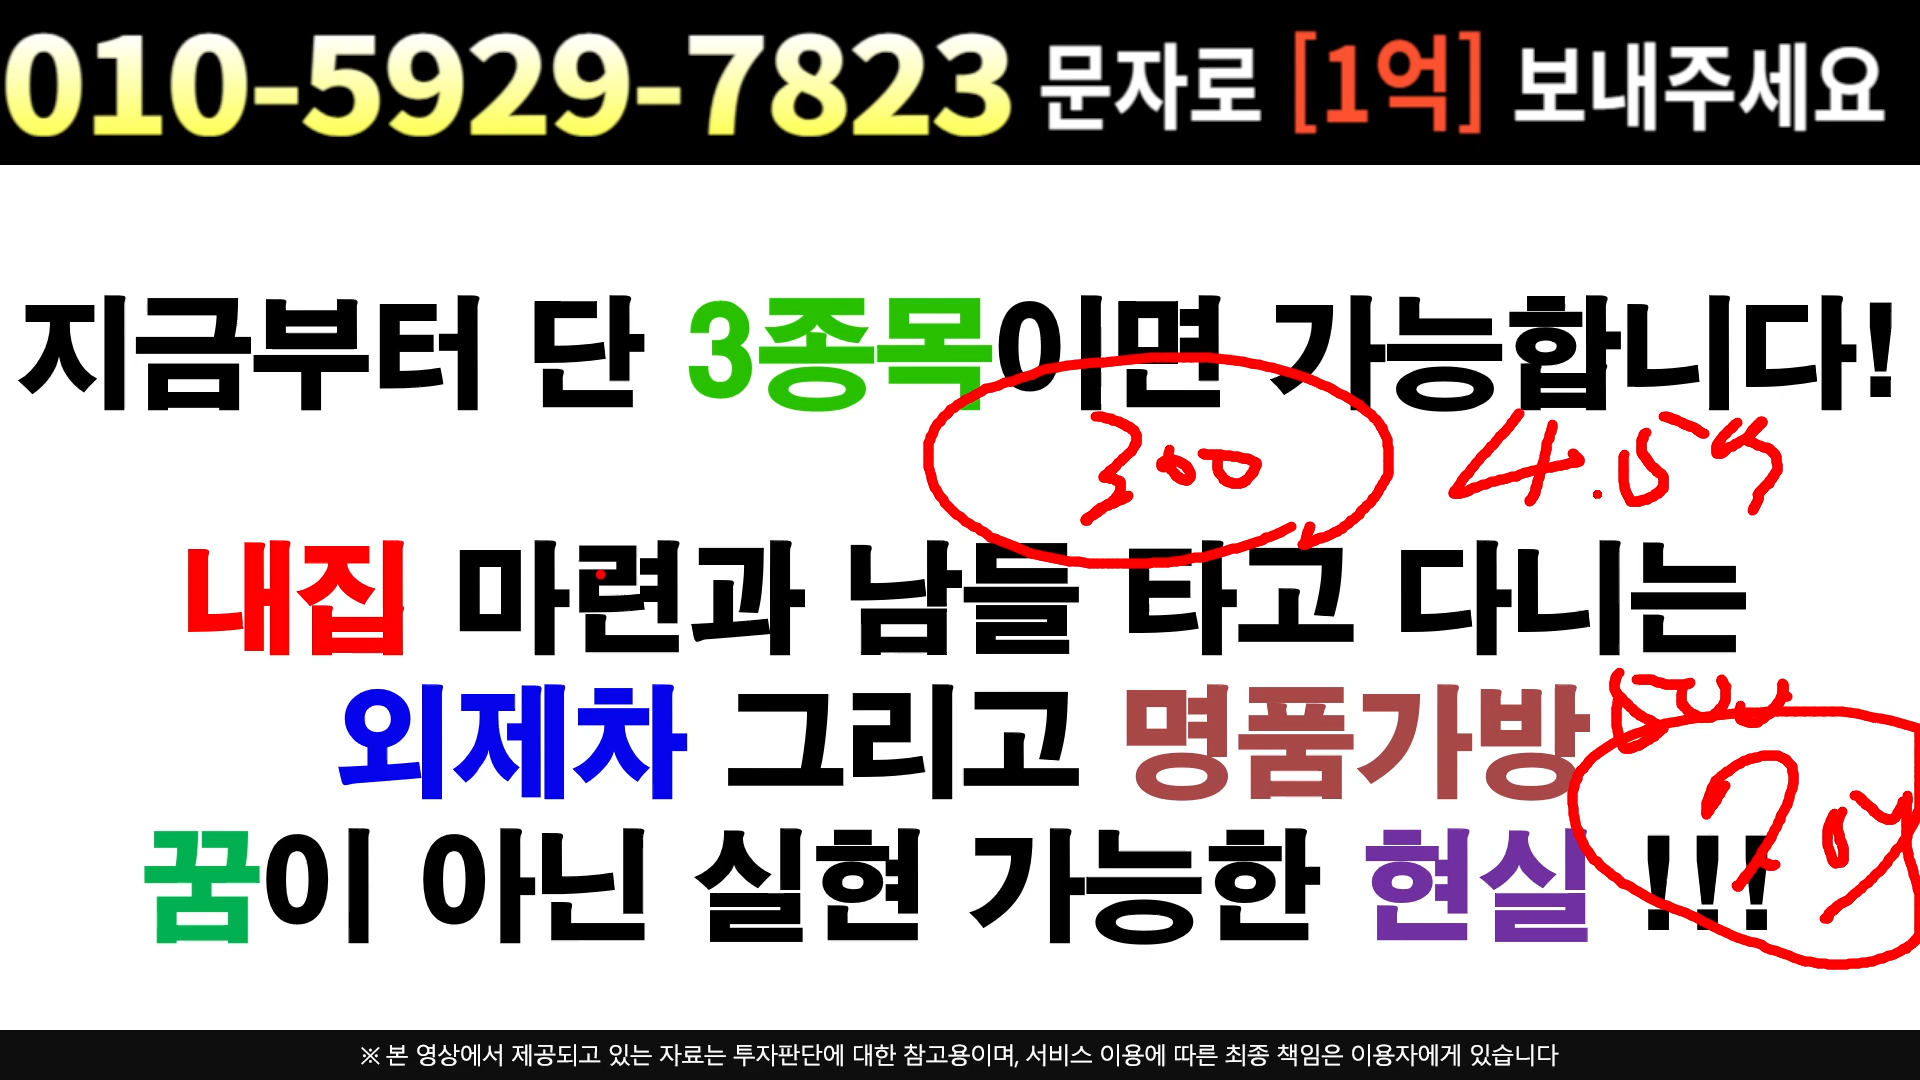 010-5929-7823 문자로 [1억] 보내주세요
지금부터 단 3종목이면 가능합니다!
300
내집 마련과 남들 타고 다니는
외제차 그리고 명품가방
꿈이 아닌 실현 가능한 현실 !!!
※ 본 영상에서 제공되고 있는 자료는 투자판단에 대한 참고용이며, 서비스 이용에 따른 최종 책임은 이용자에게 있습니다